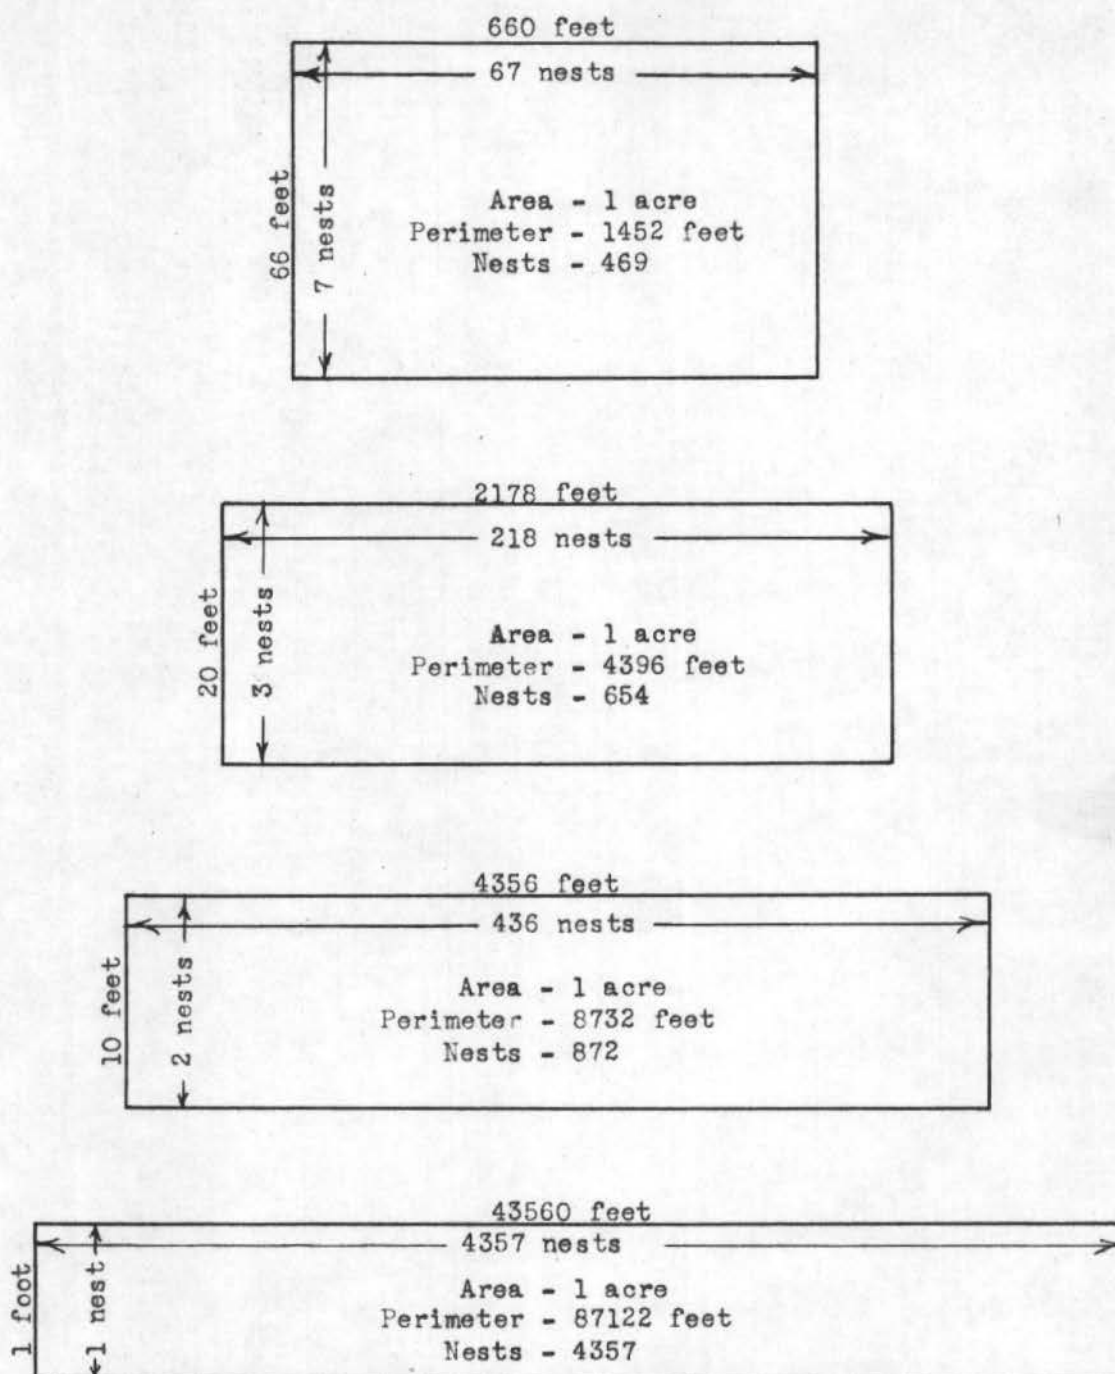 660 feet
67 nests
66 feet
7 nests
Area - 1 acre
Perimeter - 1452 feet
Nests - 469
2178 feet
218 nests
20 feet
3 nests
Area - 1 acre
Perimeter - 4396 feet
Nests - 654
4356 feet
436 nests
10 feet
2 nests
Area - 1 acre
Perimeter - 8732 feet
Nests - 872
43560 feet
4357 nests
1 foot
1 nest
Area - 1 acre
Perimeter - 87122 feet
Nests - 4357